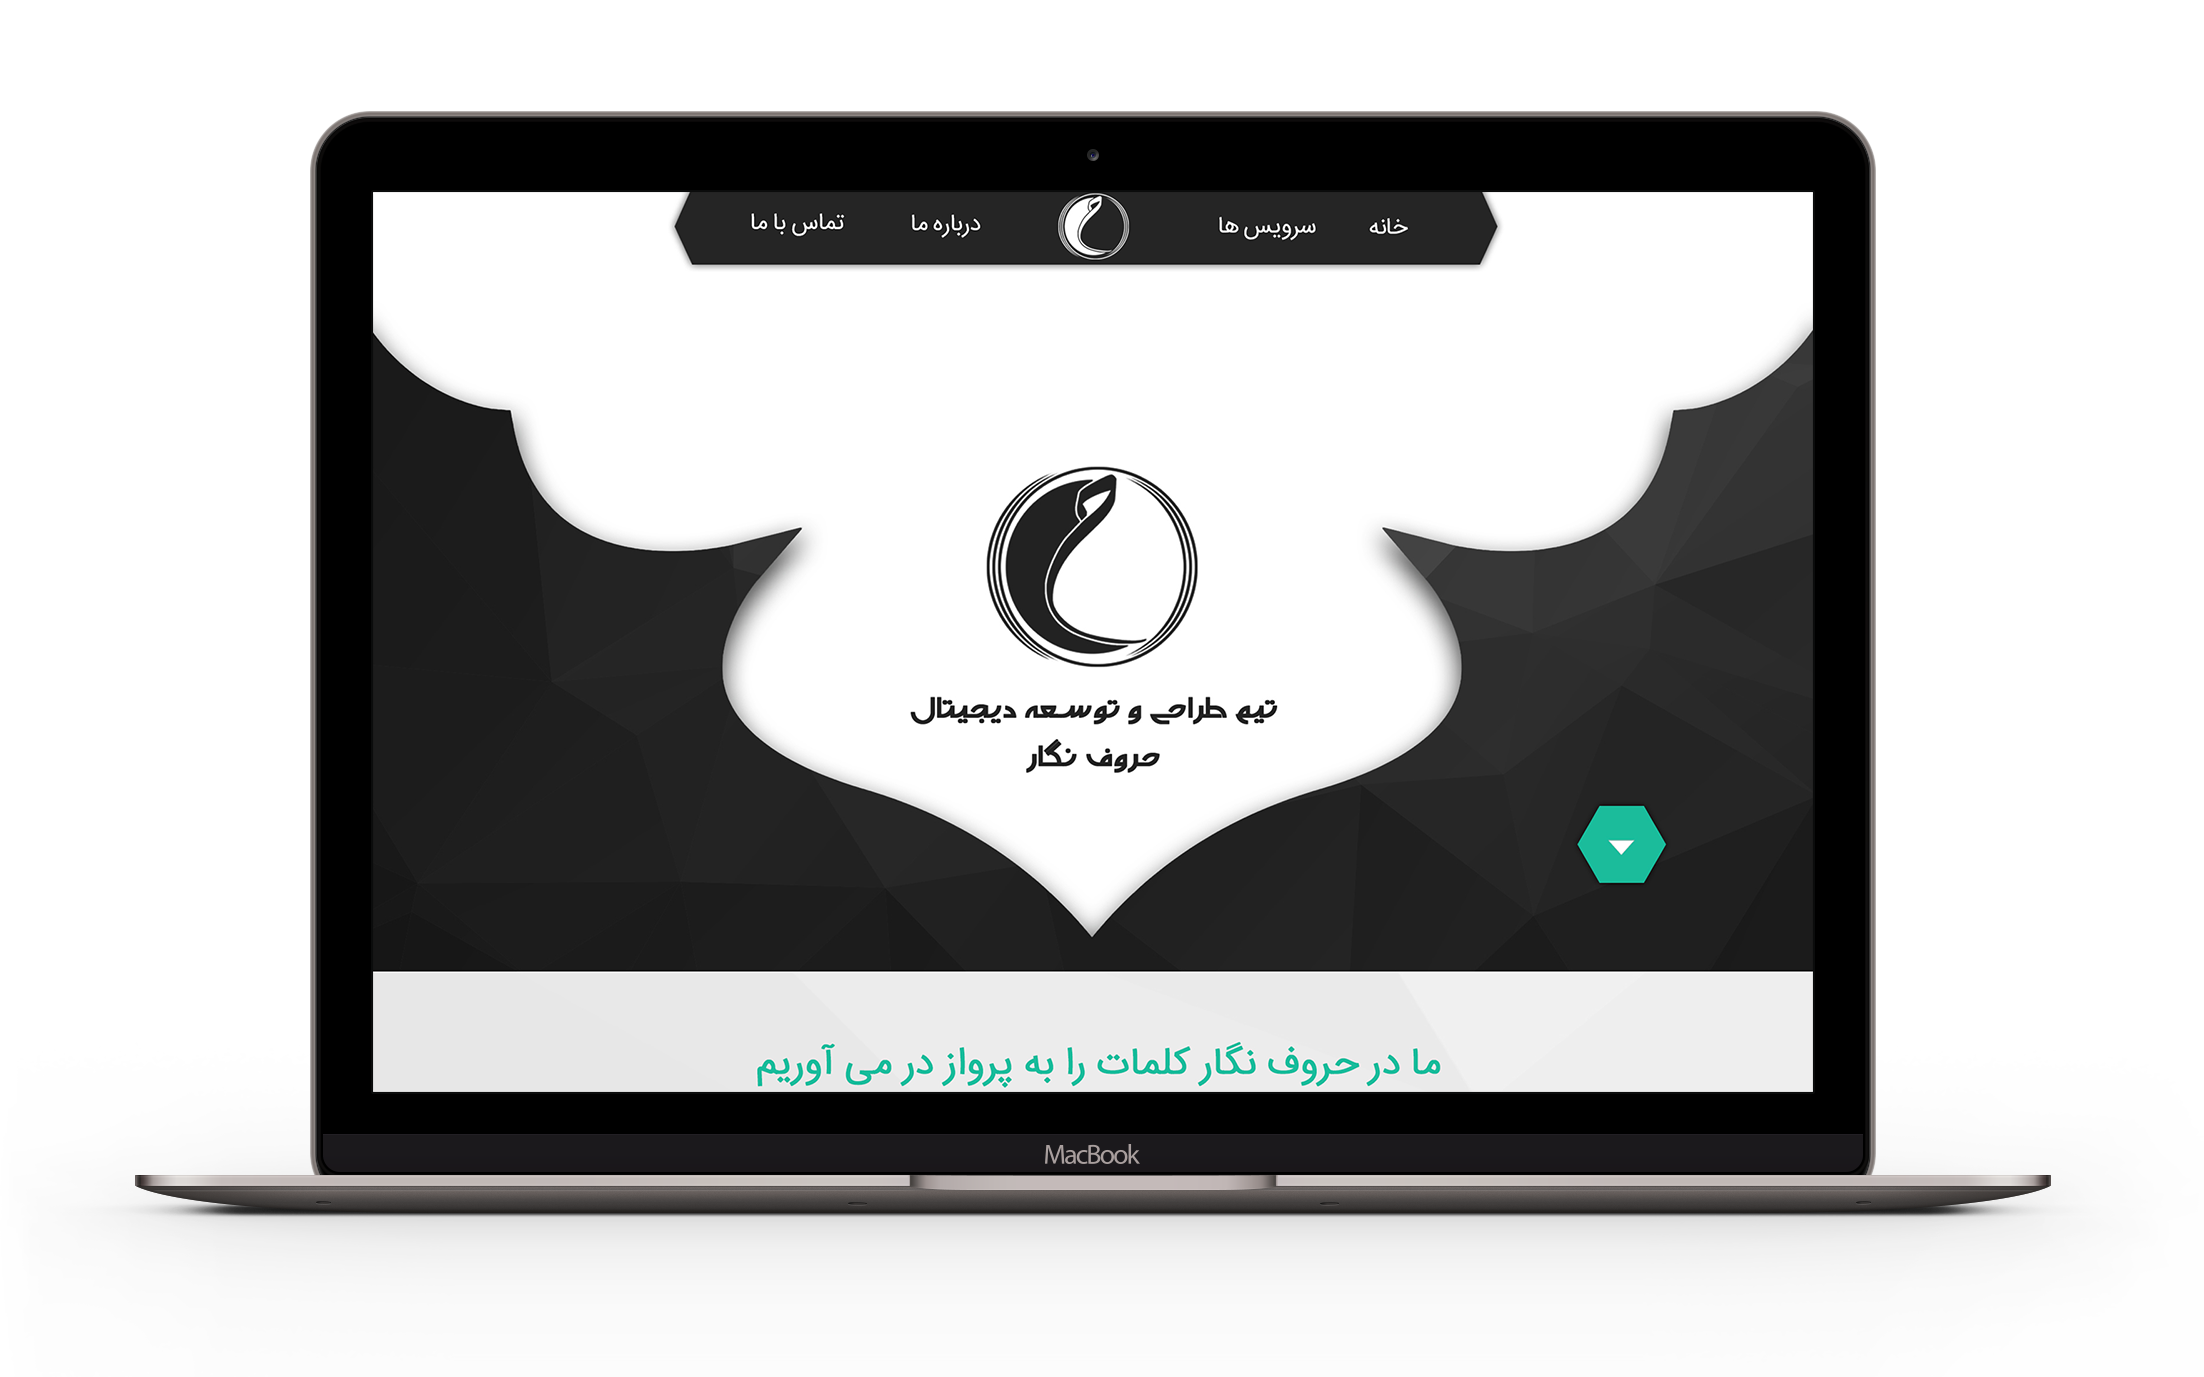 خانه سرویس ها درباره ما تماس با ما
تیم طراحی و توسعه دیجیتال
حروف نگار
ما در حروف نگار کلمات را به پرواز در می آوریم
MacBook